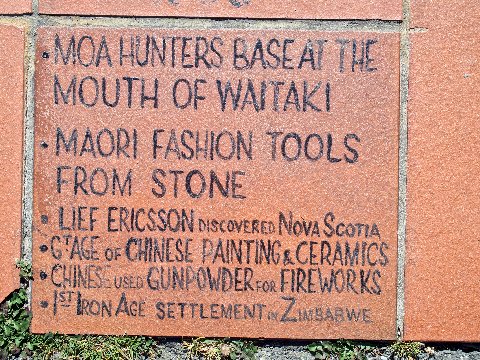 • MOA HUNTERS BASE AT THE
MOUTH OF WAITAKI
• MAORI FASHION TOOLS
FROM STONE
• LIEF ERICSSON DISCOVERED NOVA SCOTIA
• GT AGE OF CHINESE PAINTING & CERAMICS
• CHINESE USED GUNPOWDER FOR FIREWORKS
• 1ST IRON AGE SETTLEMENT IN ZIMBABWE